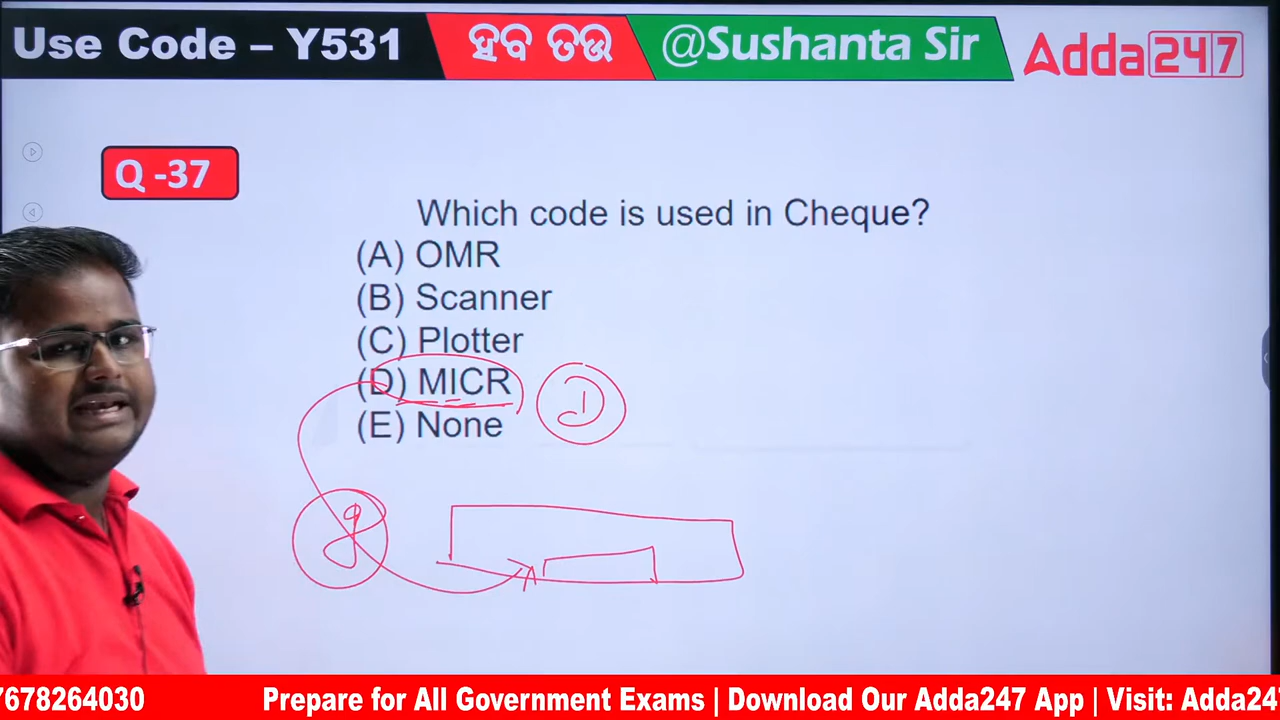 Use Code – Y531
ହବ ତଉ
@Sushanta Sir
Adda247
Q -37
Which code is used in Cheque?
(A) OMR
(B) Scanner
(C) Plotter
(D) MICR
(E) None
D
9
7678264030
Prepare for All Government Exams | Download Our Adda247 App | Visit: Adda24